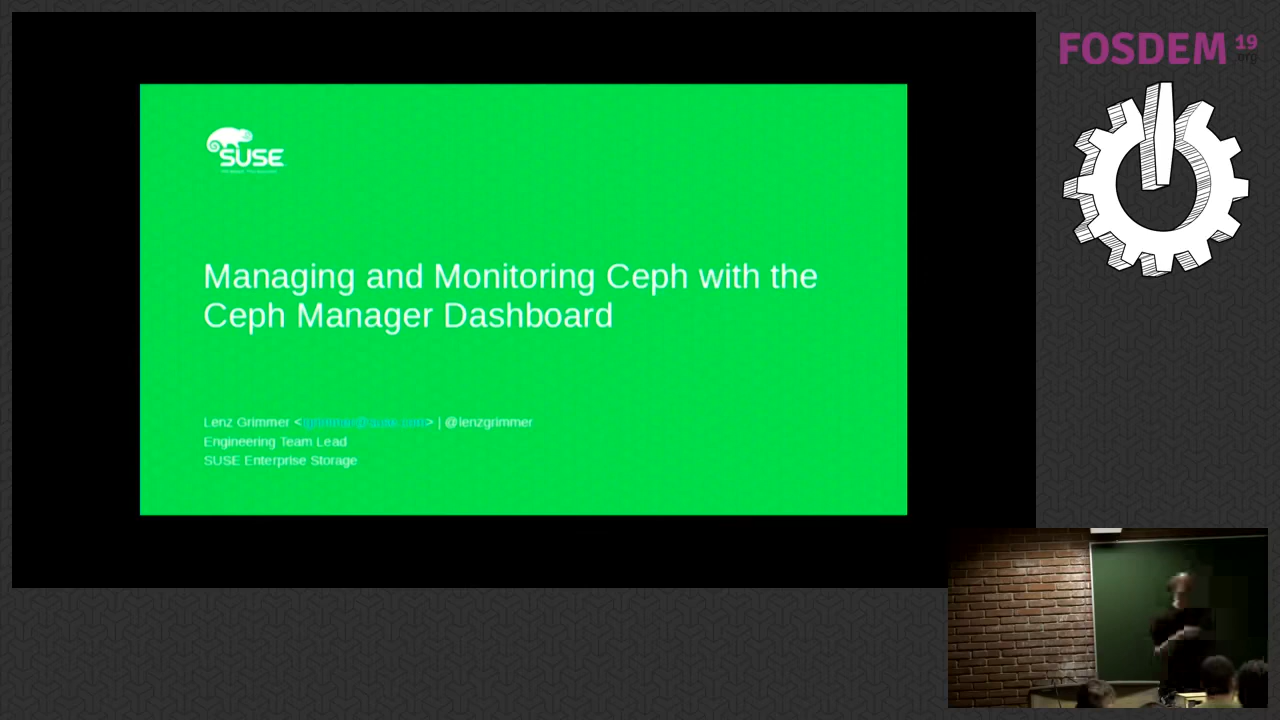 FOSDEM 19
.org
SUSE
Managing and Monitoring Ceph with the
Ceph Manager Dashboard
Lenz Grimmer < > | @lenzgrimmer
Engineering Team Lead
SUSE Enterprise Storage